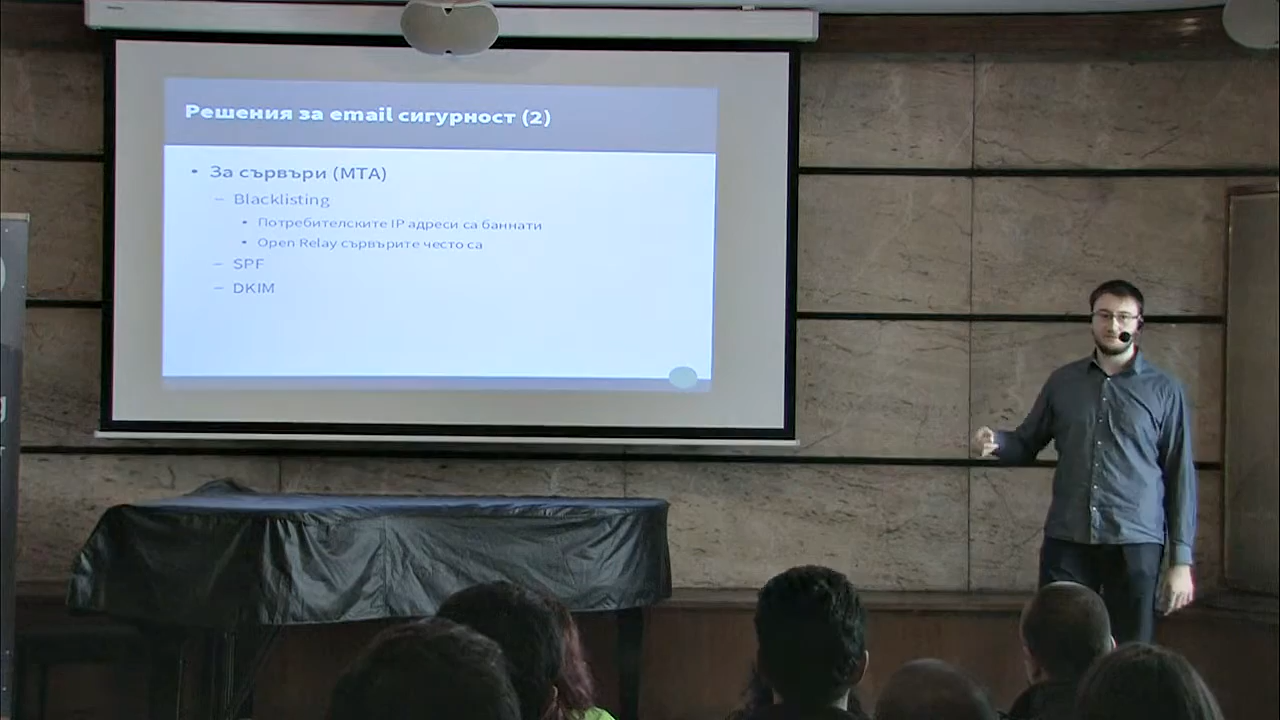 Решения за email сигурност (2)
• За сървъри (MTA)
– Blacklisting
• Потребителските IP адреси са баннати
• Open Relay сървърите често са
– SPF
– DKIM